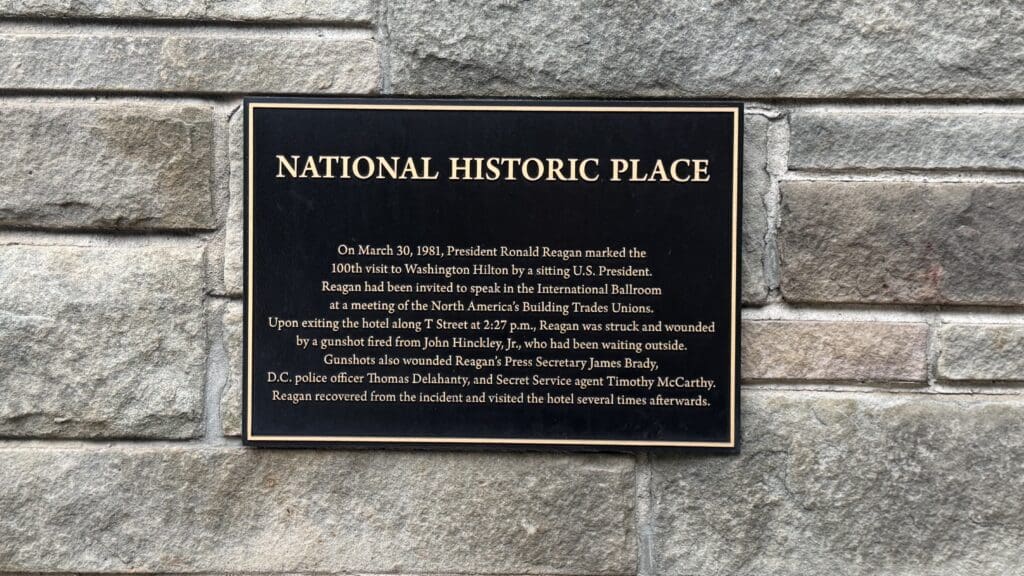 NATIONAL HISTORIC PLACE
On March 30, 1981, President Ronald Reagan marked the
100th visit to Washington Hilton by a sitting U.S. President.
Reagan had been invited to speak in the International Ballroom
at a meeting of the North America's Building Trades Unions.
Upon exiting the hotel along T Street at 2:27 p.m., Reagan was struck and wounded
by a gunshot fired from John Hinckley, Jr., who had been waiting outside.
Gunshots also wounded Reagan's Press Secretary James Brady,
D.C. police officer Thomas Delahanty, and Secret Service agent Timothy McCarthy.
Reagan recovered from the incident and visited the hotel several times afterwards.